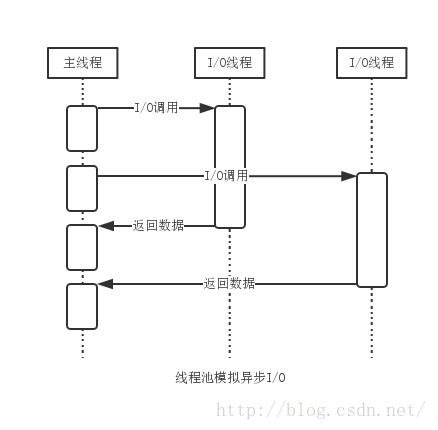 主线程 I/O线程 I/O线程
I/O调用
I/O调用
返回数据
返回数据
线程池模拟异步I/O
http://blog.csdn.net/